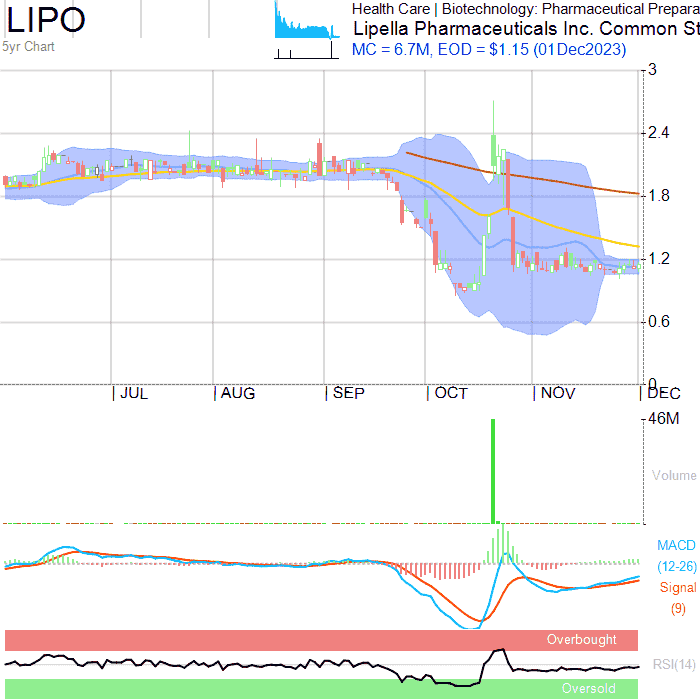 LIPO
5yr Chart
Health Care | Biotechnology: Pharmaceutical Prepara
Lipella Pharmaceuticals Inc. Common St
MC = 6.7M, EOD = $1.15 (01Dec2023)
3
2.4
1.8
1.2
0.6
0
JUL
AUG
SEP
OCT
NOV
DEC
46M
Volume
MACD
(12-26)
Signal
(9)
Overbought
RSI(14)
Oversold